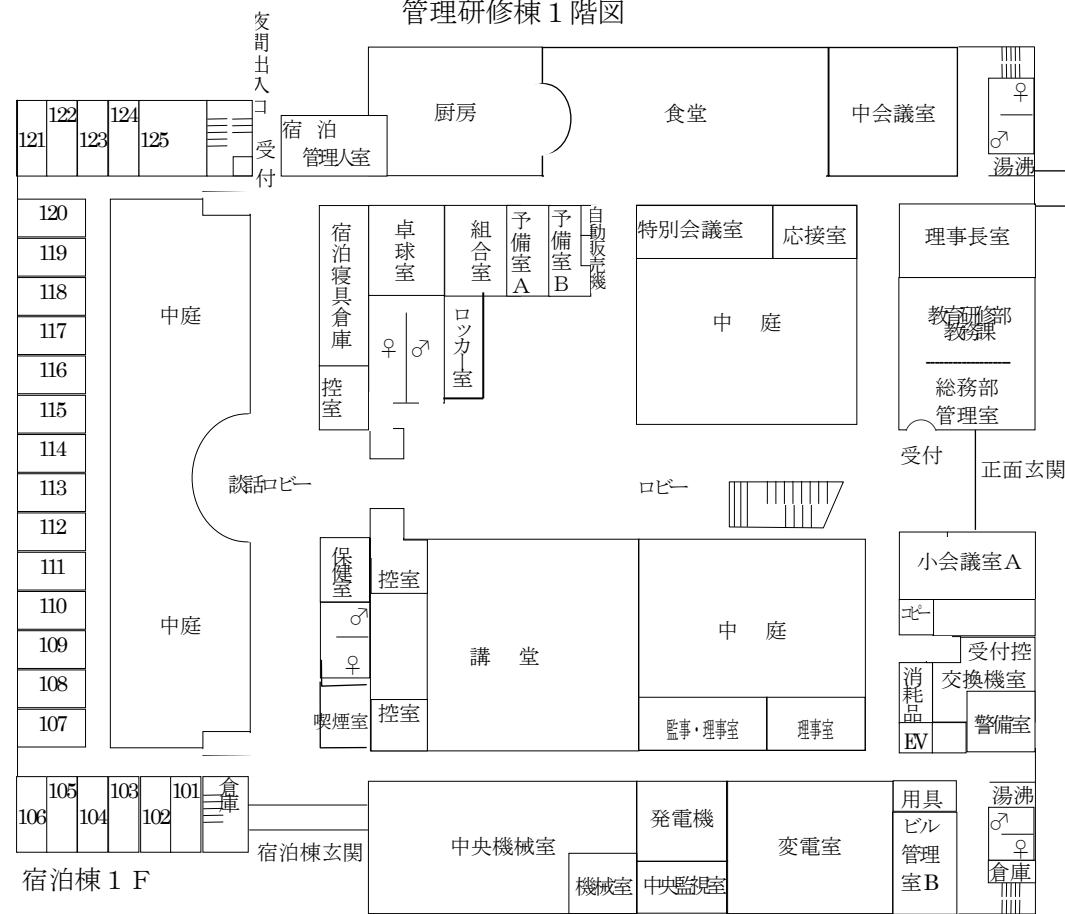 管理研修棟１階図
夜間出入口
厨房
食堂
中会議室
♀
♂
湯沸
121
122
123
124
125
受付
宿 泊
管理人室
120
119
118
117
116
115
114
113
112
111
110
109
108
107
中庭
中庭
宿泊寝具倉庫
控室
卓球室
♀
♂
組合室
ロッカー室
予備室A
予備室B
自動販売機
特別会議室
応接室
中 庭
理事長室
教育研修部
教務課
総務部
管理室
受付
正面玄関
談話ロビー
ロビー
保健室
♂
♀
喫煙室
控室
控室
講 堂
中 庭
監事・理事室
理事室
小会議室A
コピー
受付控
交換機室
消耗品
EV
警備室
106
105
104
103
102
101
倉庫
宿泊棟玄関
宿泊棟１F
中央機械室
機械室
発電機
中央監視室
変電室
用具
ビル
管理
室B
湯沸
♂
♀
倉庫